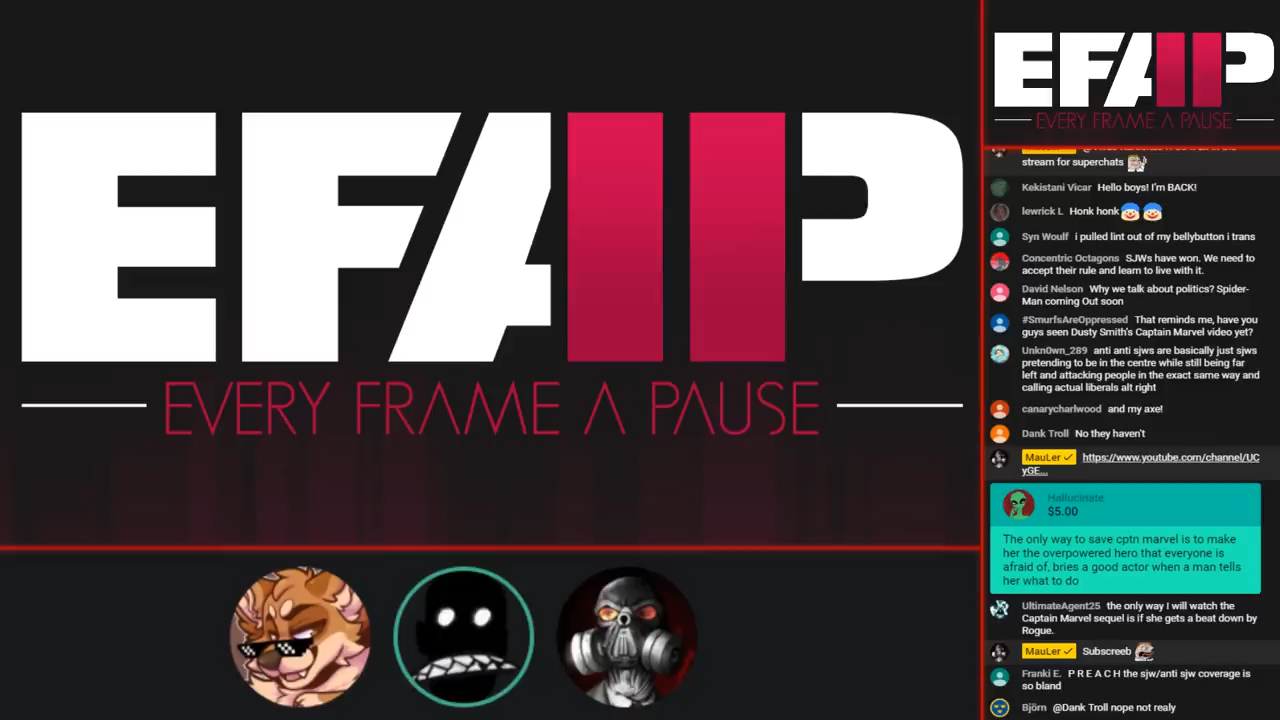 EFAP
EVERY FRAME A PAUSE
EFAP
EVERY FRAME A PAUSE
MauLer
stream for superchats
Kekistani Vicar Hello boys! I'm BACK!
lewrick L Honk honk
Syn Woulf i pulled lint out of my bellybutton i trans
Concentric Octagons SJWs have won. We need to
accept their rule and learn to live with it.
David Nelson Why we talk about politics? Spider-
Man coming Out soon
#SmurfsAreOppressed That reminds me, have you
guys seen Dusty Smith's Captain Marvel video yet?
Unkn0wn_289 anti anti sjws are basically just sjws
pretending to be in the centre while still being far
left and attacking people in the exact same way and
calling actual liberals alt right
canarycharlwood and my axe!
Dank Troll No they haven't
MauLer ✓ https://www.youtube.com/channel/UC
yGE...
Hallucinate
$5.00
The only way to save cptn marvel is to make
her the overpowered hero that everyone is
afraid of, bries a good actor when a man tells
her what to do
UltimateAgent25 the only way I will watch the
Captain Marvel sequel is if she gets a beat down by
Rogue.
MauLer ✓ Subscreeb
Franki E. P R E A C H the sjw/anti sjw coverage is
so bland
Björn @Dank Troll nope not realy